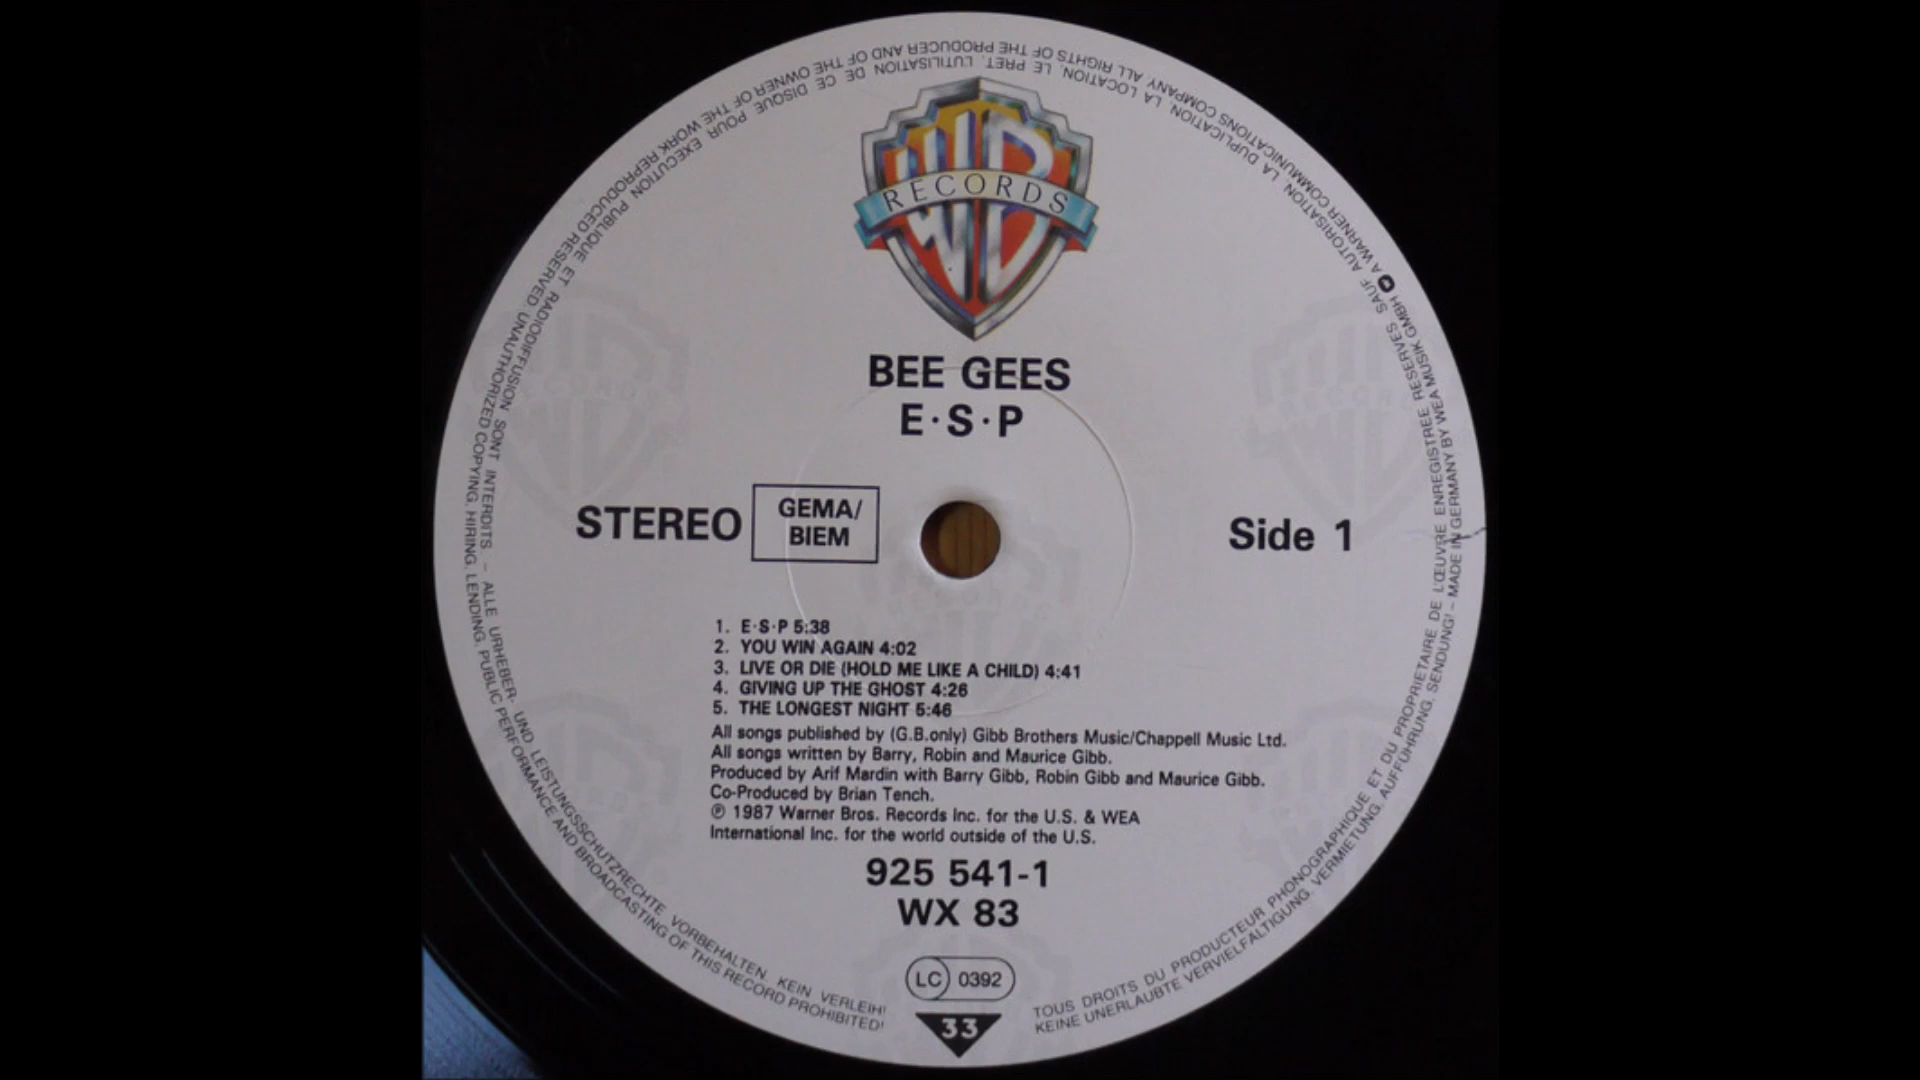 RECORDS
BEE GEES
E·S·P
STEREO
GEMA/
BIEM
Side 1
1. E·S·P 5:38
2. YOU WIN AGAIN 4:02
3. LIVE OR DIE (HOLD ME LIKE A CHILD) 4:41
4. GIVING UP THE GHOST 4:26
5. THE LONGEST NIGHT 5:46
All songs published by (G.B.only) Gibb Brothers Music/Chappell Music Ltd.
All songs written by Barry, Robin and Maurice Gibb.
Produced by Arif Mardin with Barry Gibb, Robin Gibb and Maurice Gibb.
Co-Produced by Brian Tench.
℗ 1987 Warner Bros. Records Inc. for the U.S. & WEA
International Inc. for the world outside of the U.S.
925 541-1
WX 83
LC 0392
33
TOUS DROITS DU PRODUCTEUR PHONOGRAPHIQUE ET DU PROPRIETAIRE DE L'ŒUVRE ENREGISTREE RESERVES SAUF AUTORISATION, LA DUPLICATION, LA LOCATION, LE PRET, L'UTILISATION DE CE DISQUE POUR EXECUTION PUBLIQUE ET RADIODIFFUSION SONT INTERDITS – ALLE URHEBER- UND LEISTUNGSSCHUTZRECHTE VORBEHALTEN. KEIN VERLEIH!
KEINE UNERLAUBTE VERVIELFÄLTIGUNG, VERMIETUNG, AUFFÜHRUNG, SENDUNG! – MADE IN GERMANY BY WEA MUSIK GMBH A WARNER COMMUNICATIONS COMPANY. ALL RIGHTS OF THE PRODUCER AND OF THE OWNER OF THE WORK REPRODUCED RESERVED. UNAUTHORIZED COPYING, HIRING, LENDING, PUBLIC PERFORMANCE AND BROADCASTING OF THIS RECORD PROHIBITED!